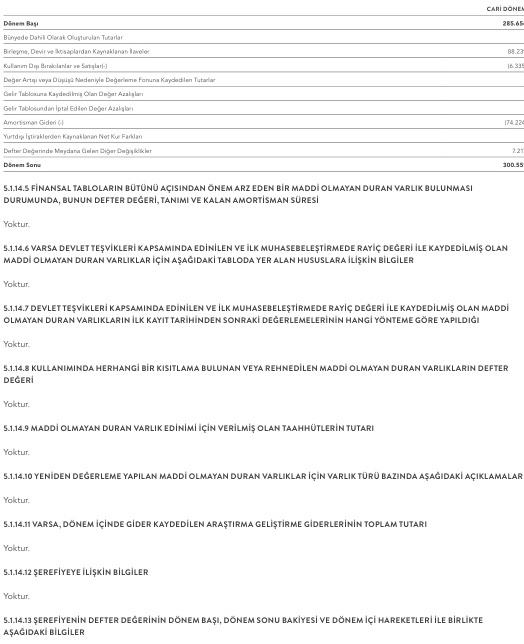 CARİ DÖNEM
Dönem Başı 285.65
Bünyede Dahili Olarak Oluşturulan Tutarlar
Birleşme, Devir ve İktisaplardan Kaynaklanan İlaveler 88.23
Kullanım Dışı Bırakılanlar ve Satışlar(-) (6.335
Değer Artışı veya Düşüşü Nedeniyle Değerleme Fonuna Kaydedilen Tutarlar
Gelir Tablosuna Kaydedilmiş Olan Değer Azalışları
Gelir Tablosundan İptal Edilen Değer Azalışları
Amortisman Gideri (-) (74.224
Yurtdışı İştiraklerden Kaynaklanan Net Kur Farkları
Defter Değerinde Meydana Gelen Diğer Değişiklikler 7.21
Dönem Sonu 300.55
5.1.14.5 FİNANSAL TABLOLARIN BÜTÜNÜ AÇISINDAN ÖNEM ARZ EDEN BİR MADDİ OLMAYAN DURAN VARLIK BULUNMASI
DURUMUNDA, BUNUN DEFTER DEĞERİ, TANIMI VE KALAN AMORTİSMAN SÜRESİ
Yoktur.
5.1.14.6 VARSA DEVLET TEŞVİKLERİ KAPSAMINDA EDİNİLEN VE İLK MUHASEBELEŞTİRMEDE RAYİÇ DEĞERİ İLE KAYDEDİLMİŞ OLAN
MADDİ OLMAYAN DURAN VARLIKLAR İÇİN AŞAĞIDAKİ TABLODA YER ALAN HUSUSLARA İLİŞKİN BİLGİLER
Yoktur.
5.1.14.7 DEVLET TEŞVİKLERİ KAPSAMINDA EDİNİLEN VE İLK MUHASEBELEŞTİRMEDE RAYİÇ DEĞERİ İLE KAYDEDİLMİŞ OLAN MADDİ
OLMAYAN DURAN VARLIKLARIN İLK KAYIT TARİHİNDEN SONRAKİ DEĞERLEMELERİNİN HANGİ YÖNTEME GÖRE YAPILDIĞI
Yoktur.
5.1.14.8 KULLANIMINDA HERHANGİ BİR KISITLAMA BULUNAN VEYA REHNEDİLEN MADDİ OLMAYAN DURAN VARLIKLARIN DEFTER
DEĞERİ
Yoktur.
5.1.14.9 MADDİ OLMAYAN DURAN VARLIK EDİNİMİ İÇİN VERİLMİŞ OLAN TAAHHÜTLERİN TUTARI
Yoktur.
5.1.14.10 YENİDEN DEĞERLEME YAPILAN MADDİ OLMAYAN DURAN VARLIKLAR İÇİN VARLIK TÜRÜ BAZINDA AŞAĞIDAKİ AÇIKLAMALAR
Yoktur.
5.1.14.11 VARSA, DÖNEM İÇİNDE GİDER KAYDEDİLEN ARAŞTIRMA GELİŞTİRME GİDERLERİNİN TOPLAM TUTARI
Yoktur.
5.1.14.12 ŞEREFİYEYE İLİŞKİN BİLGİLER
Yoktur.
5.1.14.13 ŞEREFİYENİN DEFTER DEĞERİNİN DÖNEM BAŞI, DÖNEM SONU BAKİYESİ VE DÖNEM İÇİ HAREKETLERİ İLE BİRLİKTE
AŞAĞIDAKİ BİLGİLER